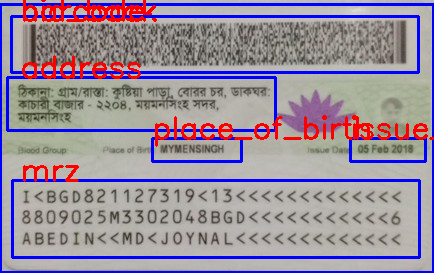 barcode
address
ঠিকানা: গ্রাম/রাস্তা: কুষ্টিয়া পাড়া, বোরর চর, ডাকঘর:
কাচারী বাজার - ২২০৪, ময়মনসিংহ সদর,
ময়মনসিংহ
place_of_birth issue_
Blood Group Place of Birth MYMENSINGH Issue Date 05 Feb 2018
mrz
I<BGD821127319<13<<<<<<<<<<<<<
8809025M3302048BGD<<<<<<<<<<<6
ABEDIN<<MD<JOYNAL<<<<<<<<<<<<<